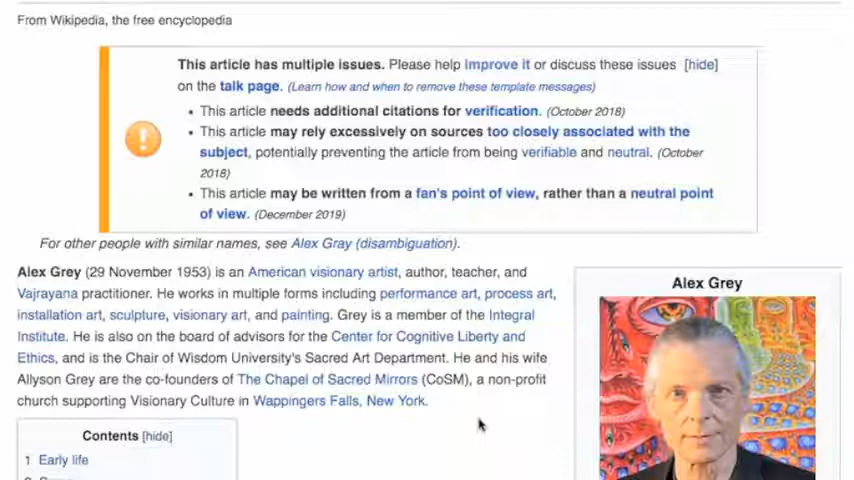 From Wikipedia, the free encyclopedia
This article has multiple issues. Please help improve it or discuss these issues [hide]
on the talk page. (Learn how and when to remove these template messages)
• This article needs additional citations for verification. (October 2018)
• This article may rely excessively on sources too closely associated with the
subject, potentially preventing the article from being verifiable and neutral. (October
2018)
• This article may be written from a fan's point of view, rather than a neutral point
of view. (December 2019)
For other people with similar names, see Alex Gray (disambiguation).
Alex Grey (29 November 1953) is an American visionary artist, author, teacher, and
Vajrayana practitioner. He works in multiple forms including performance art, process art,
installation art, sculpture, visionary art, and painting. Grey is a member of the Integral
Institute. He is also on the board of advisors for the Center for Cognitive Liberty and
Ethics, and is the Chair of Wisdom University's Sacred Art Department. He and his wife
Allyson Grey are the co-founders of The Chapel of Sacred Mirrors (CoSM), a non-profit
church supporting Visionary Culture in Wappingers Falls, New York.
Alex Grey
Contents [hide]
1 Early life